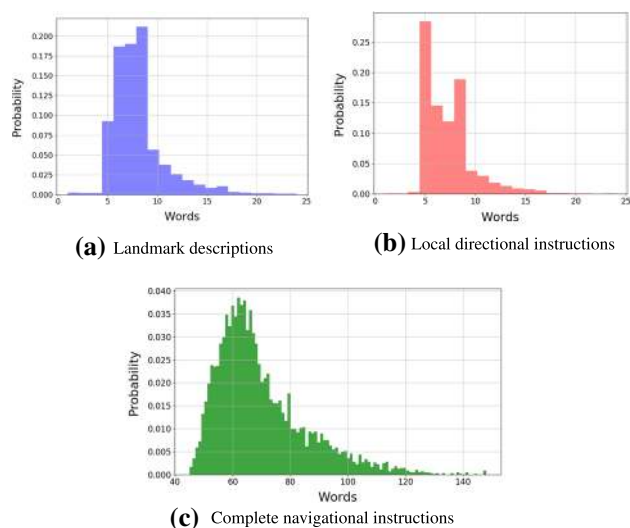 0.200
0.175
0.150
0.125
0.100
0.075
0.050
0.025
0.000
Probability
0 5 10 15 20 25
Words
(a) Landmark descriptions
0.25
0.20
0.15
0.10
0.05
0.00
Probability
5 10 15 20 25
Words
(b) Local directional instructions
0.040
0.035
0.030
0.025
0.020
0.015
0.010
0.005
0.000
Probability
40 60 80 100 120 140
Words
(c) Complete navigational instructions